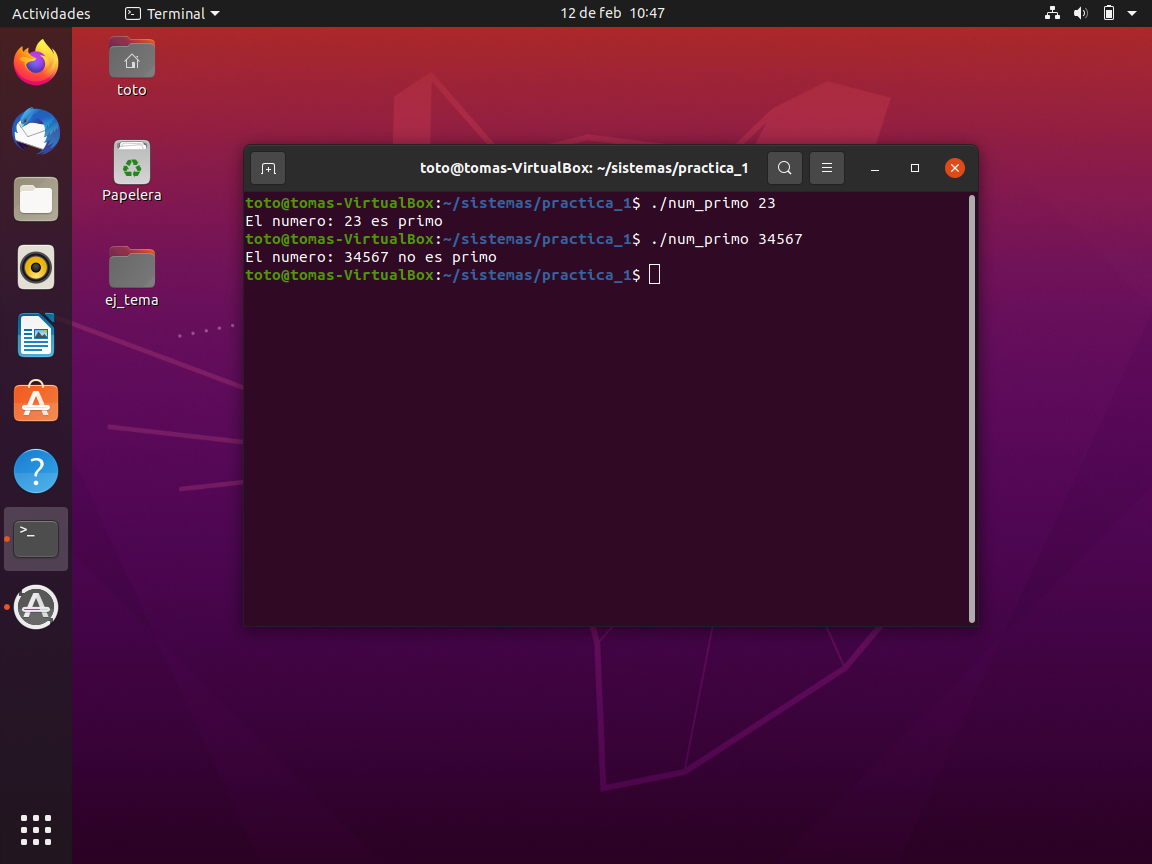 Actividades Terminal 12 de feb 10:47
toto
Papelera
ej_tema
toto@tomas-VirtualBox: ~/sistemas/practica_1
toto@tomas-VirtualBox:~/sistemas/practica_1$ ./num_primo 23
El numero: 23 es primo
toto@tomas-VirtualBox:~/sistemas/practica_1$ ./num_primo 34567
El numero: 34567 no es primo
toto@tomas-VirtualBox:~/sistemas/practica_1$